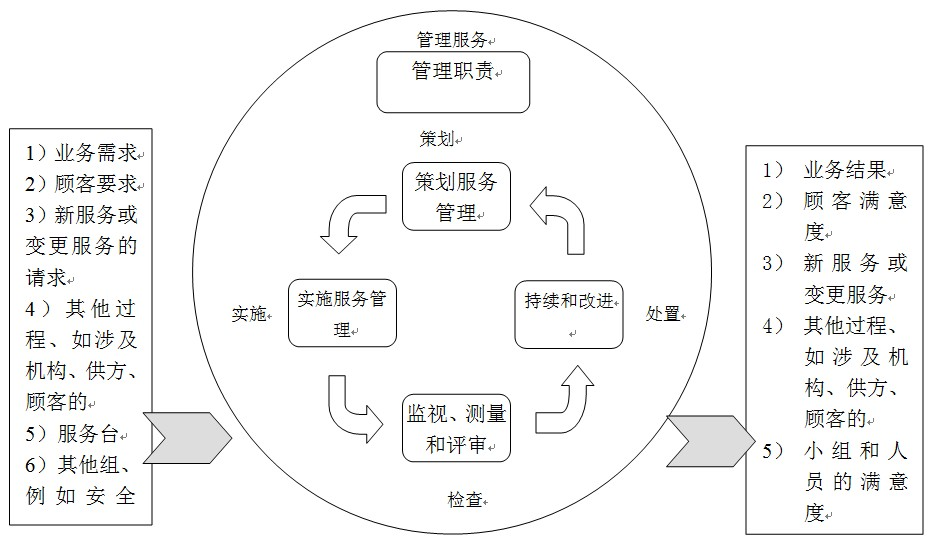 管理服务
管理职责
策划
策划服务
管理
1）业务需求
2）顾客要求
3）新服务或
变更服务的
请求
4）其他过
程、如涉及
机构、供方、
顾客的
5）服务台
6）其他组、
例如安全
实施
实施服务管
理
持续和改进
处置
监视、测量
和评审
检查
1） 业务结果
2） 顾客满意
度
3） 新服务或
变更服务
4） 其他过程、
如涉及机
构、供方、
顾客的
5） 小组和人
员的满意
度